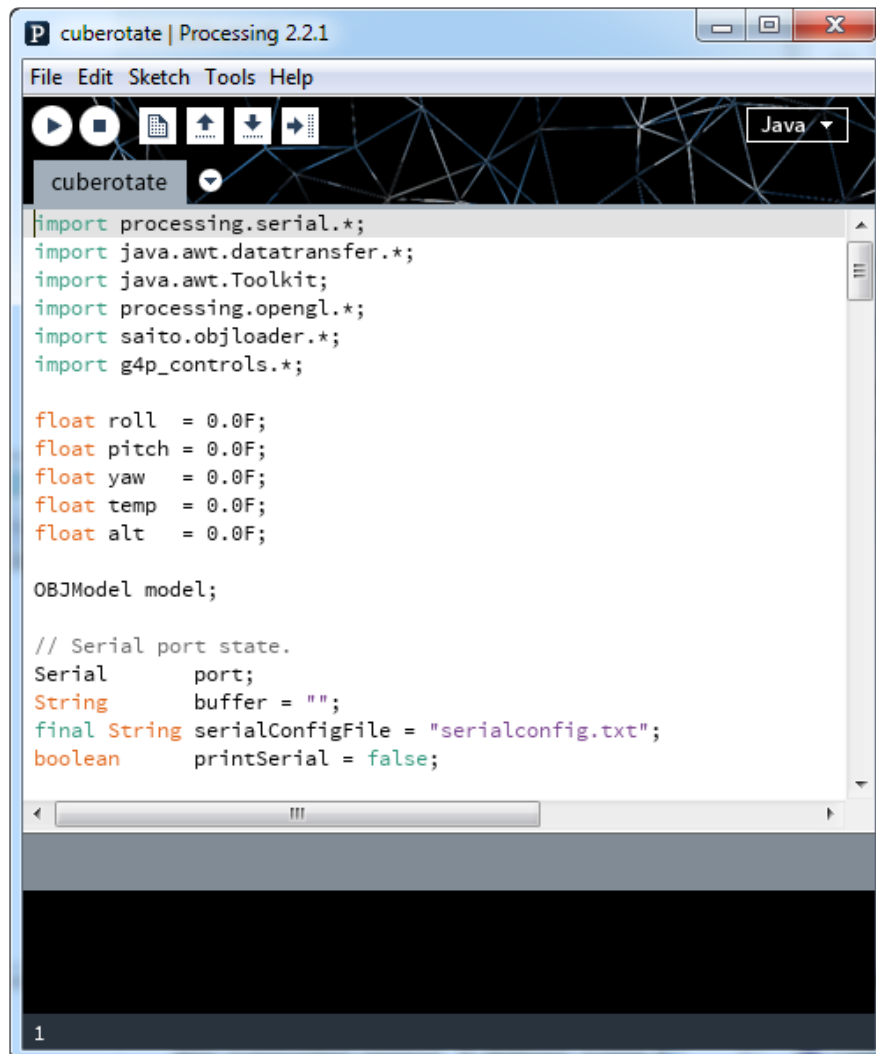 cuberotate | Processing 2.2.1
File Edit Sketch Tools Help
Java
cuberotate
import processing.serial.*;
import java.awt.datatransfer.*;
import java.awt.Toolkit;
import processing.opengl.*;
import saito.objloader.*;
import g4p_controls.*;

float roll  = 0.0F;
float pitch = 0.0F;
float yaw   = 0.0F;
float temp  = 0.0F;
float alt   = 0.0F;

OBJModel model;

// Serial port state.
Serial       port;
String       buffer = "";
final String serialConfigFile = "serialconfig.txt";
boolean      printSerial = false;
1